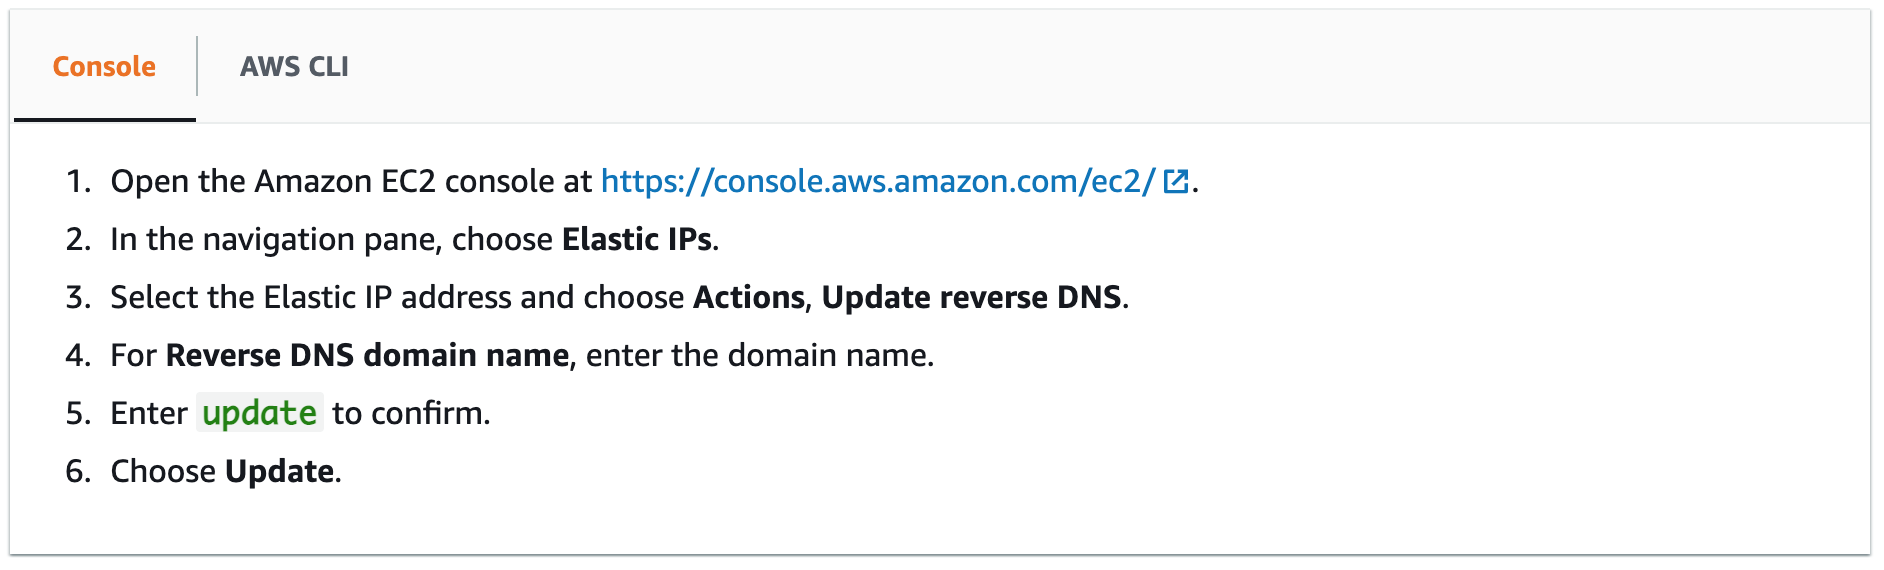 Console
AWS CLI
1. Open the Amazon EC2 console at https://console.aws.amazon.com/ec2/.
2. In the navigation pane, choose Elastic IPs.
3. Select the Elastic IP address and choose Actions, Update reverse DNS.
4. For Reverse DNS domain name, enter the domain name.
5. Enter update to confirm.
6. Choose Update.